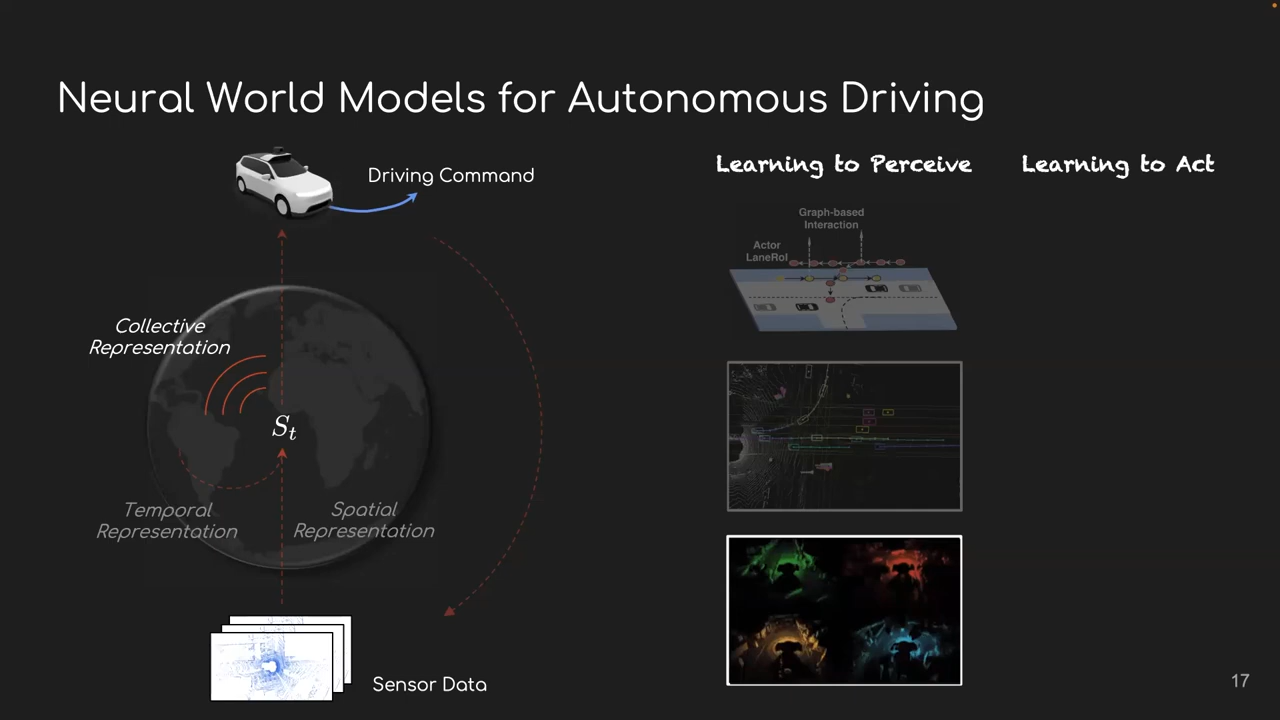 Neural World Models for Autonomous Driving
Driving Command
Collective
Representation
S_t
Temporal
Representation
Spatial
Representation
Sensor Data
Learning to Perceive
Graph-based
Interaction
Actor
LaneRoI
Learning to Act
17